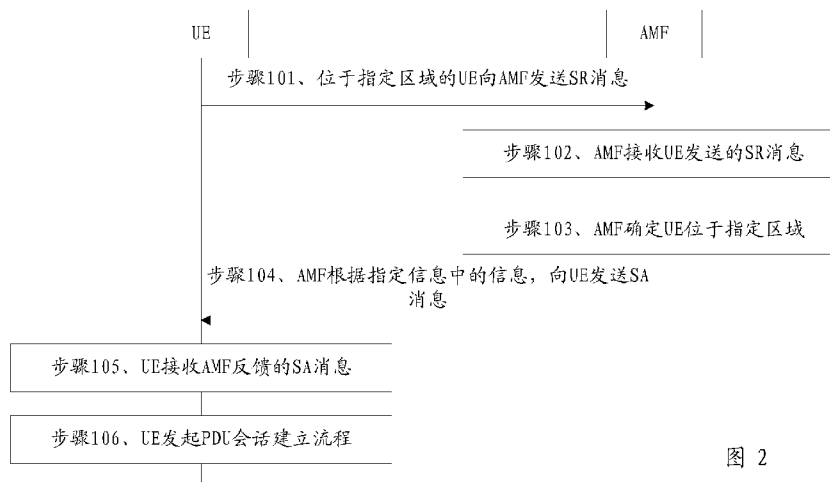 UE
AMF
步骤101、位于指定区域的UE向AMF发送SR消息
步骤102、AMF接收UE发送的SR消息
步骤103、AMF确定UE位于指定区域
步骤104、AMF根据指定信息中的信息，向UE发送SA
消息
步骤105、UE接收AMF反馈的SA消息
步骤106、UE发起PDU会话建立流程
图 2